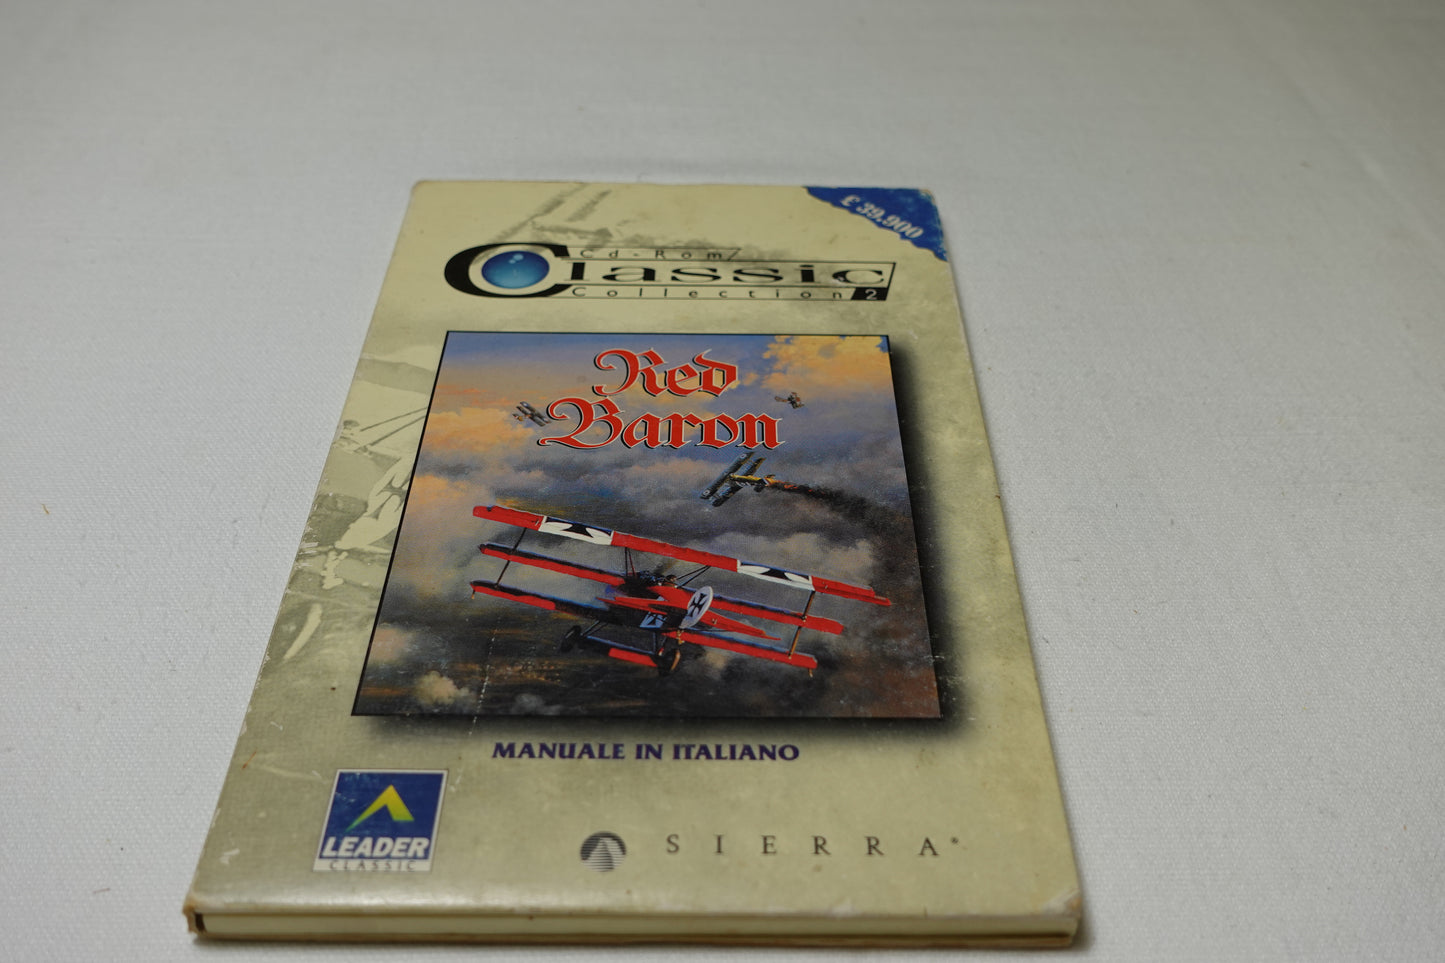 £ 39.900
Cd-Rom
Classic
Collection 2
Red
Baron
MANUALE IN ITALIANO
LEADER
CLASSIC
SIERRA®